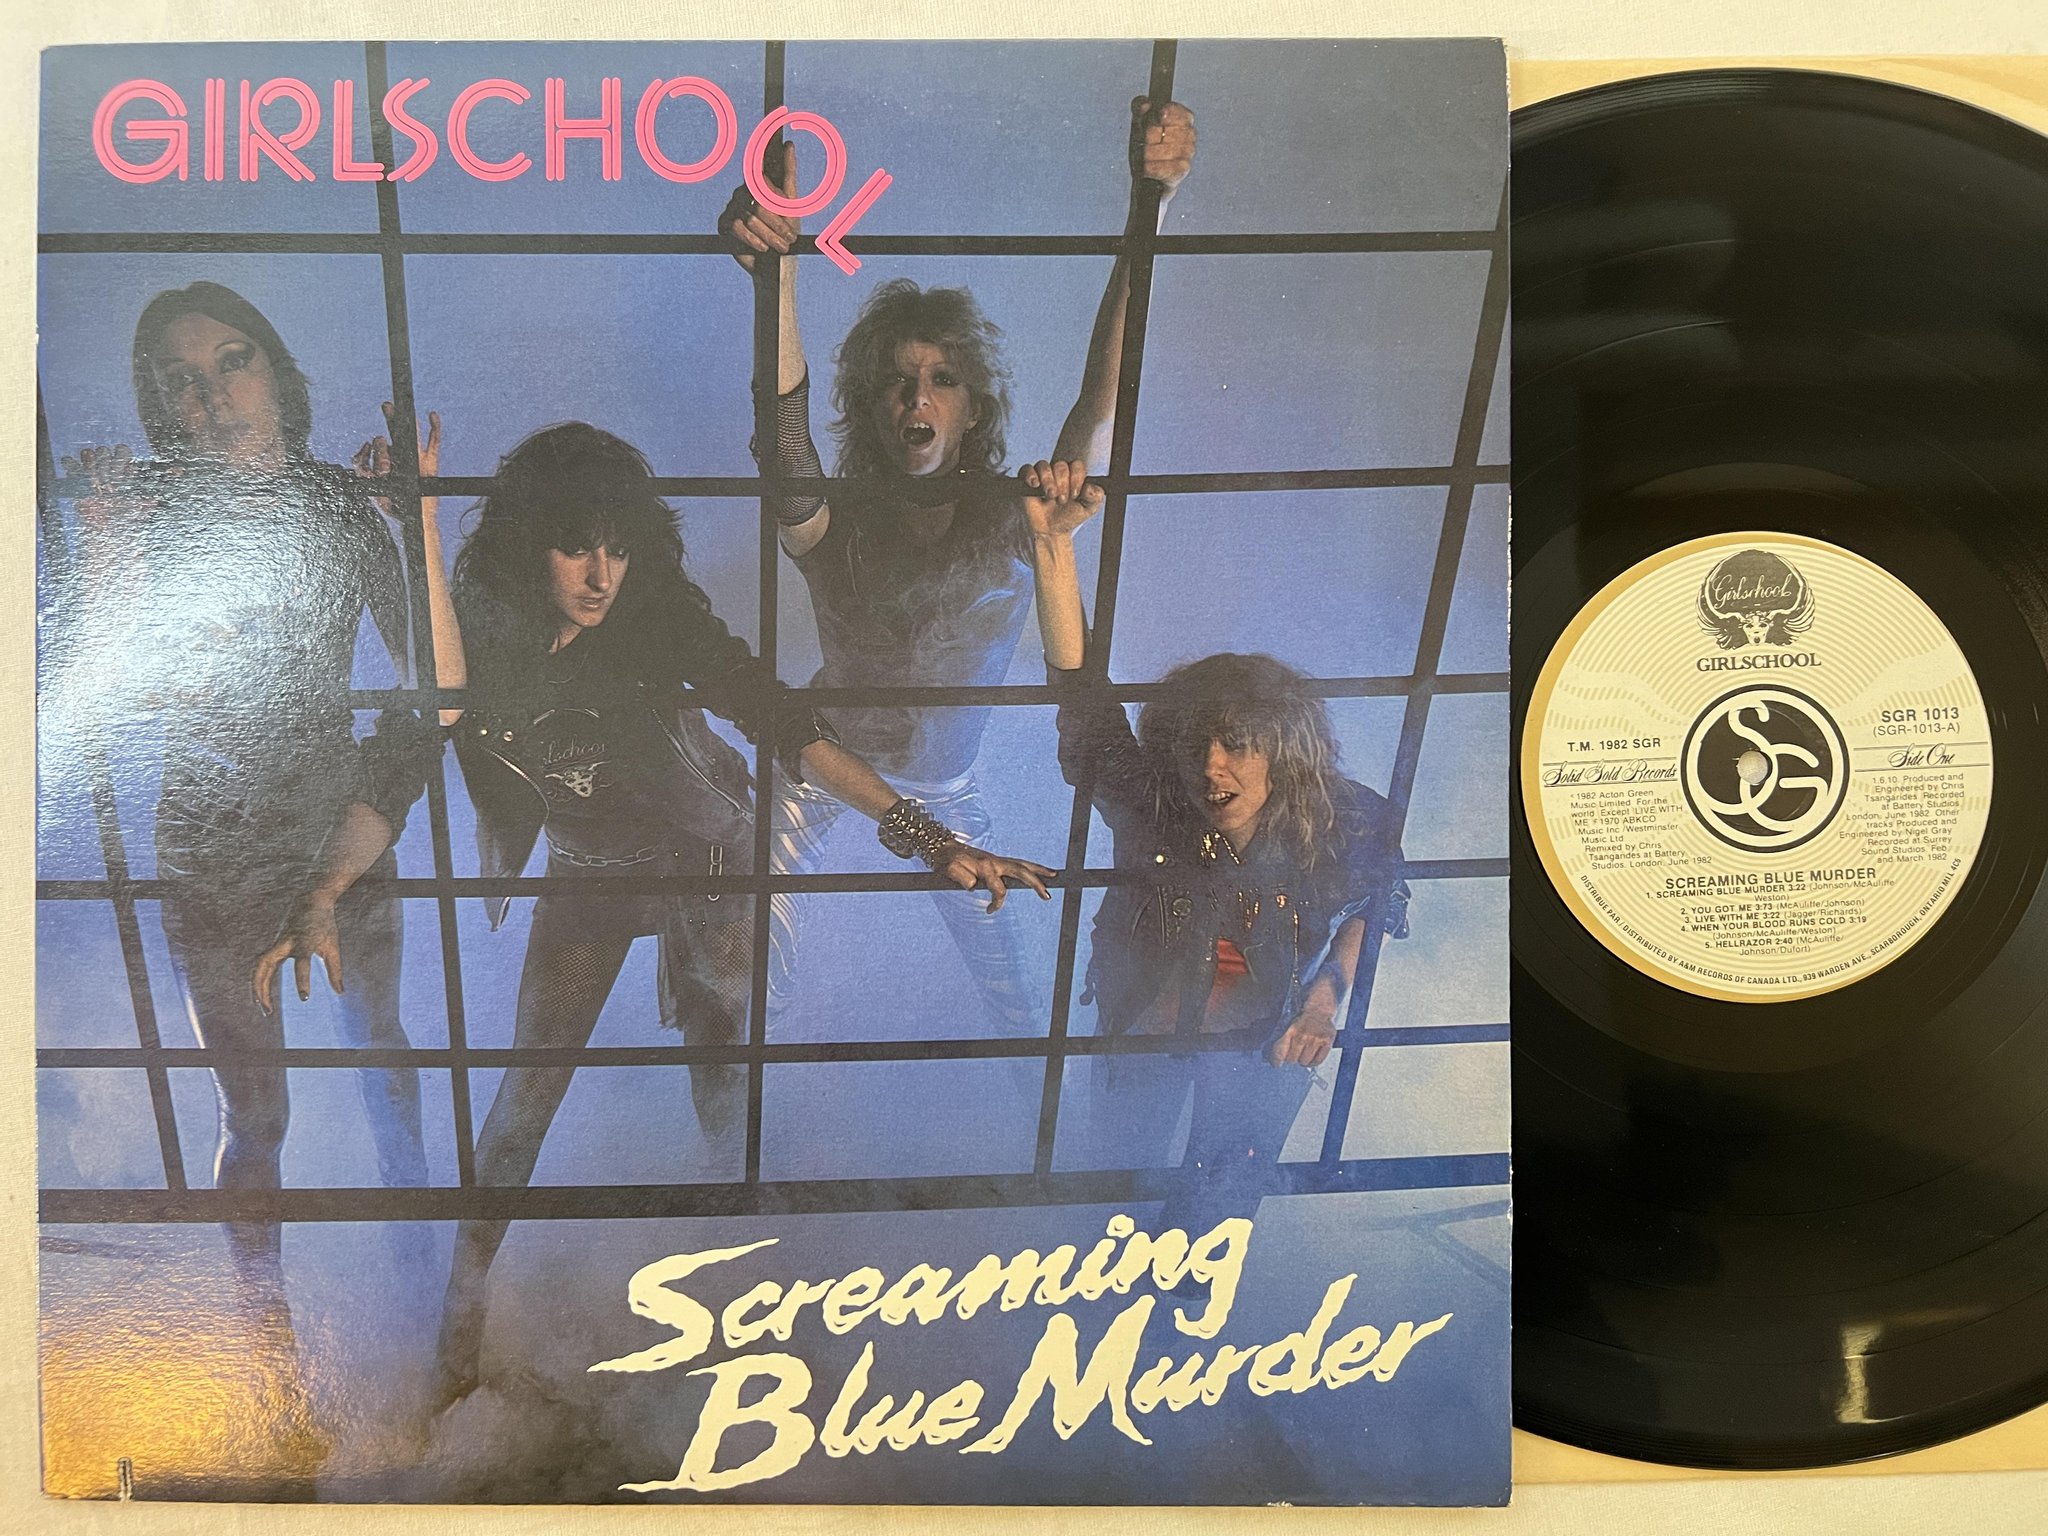 GIRLSCHOOL
Screaming
Blue Murder
Girlschool
GIRLSCHOOL
SG
T.M. 1982 SGR
Solid Gold Records
1982 Acton Green
Music Limited For the
world Except LIVE WITH
ME 1970 ABKCO
Music Inc /Westminster
Music Ltd
Remixed by Chris
Tsangarides at Battery
Studios, London, June 1982
SGR 1013
(SGR-1013-A)
Side One
1.6.10. Produced and
Engineered by Chris
Tsangarides Recorded
at Battery Studios
London, June 1982 Other
tracks Produced and
Engineered by Nigel Gray
Recorded at Surrey
Sound Studios, Feb
and March, 1982
SCREAMING BLUE MURDER
1. SCREAMING BLUE MURDER 3:22 (Johnson/McAuliffe
Weston)
2. YOU GOT ME 3:73 (McAuliffe/Johnson)
3. LIVE WITH ME 3:22 (Jagger/Richards)
4. WHEN YOUR BLOOD RUNS COLD 3:19
(Johnson/McAuliffe/Weston)
5. HELLRAZOR 2:40 (McAuliffe/
Johnson/Dufort)
DISTRIBUE PAR / DISTRIBUTED BY A&M RECORDS OF CANADA LTD., 939 WARDEN AVE., SCARBOROUGH, ONTARIO M1L 4C5